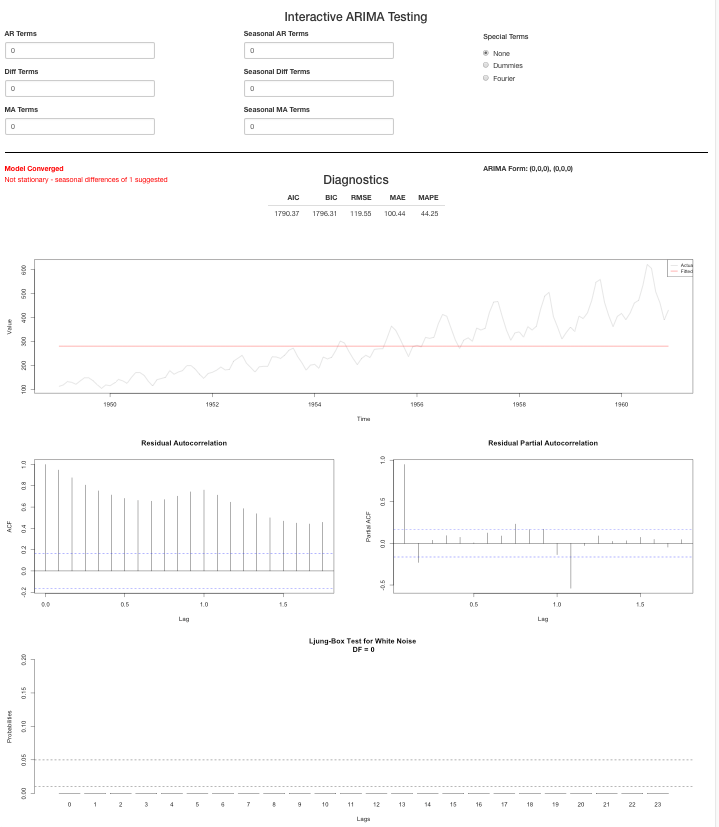 Interactive ARIMA Testing
AR Terms
0
Diff Terms
0
MA Terms
0
Seasonal AR Terms
0
Seasonal Diff Terms
0
Seasonal MA Terms
0
Special Terms
None
Dummies
Fourier
Model Converged
Not stationary - seasonal differences of 1 suggested
Diagnostics
ARIMA Form: (0,0,0), (0,0,0)
AIC BIC RMSE MAE MAPE
1790.37 1796.31 119.55 100.44 44.25
Value
600
500
400
300
200
100
Actua
Fitted
1950 1952 1954 1956 1958 1960
Time
Residual Autocorrelation
ACF
1.0
0.8
0.6
0.4
0.2
0.0
-0.2
0.0 0.5 1.0 1.5
Lag
Residual Partial Autocorrelation
Partial ACF
1.0
0.5
0.0
-0.5
0.5 1.0 1.5
Lag
Ljung-Box Test for White Noise
DF = 0
Probabilities
0.20
0.15
0.10
0.05
0.00
0 1 2 3 4 5 6 7 8 9 10 11 12 13 14 15 16 17 18 19 20 21 22 23
Lags